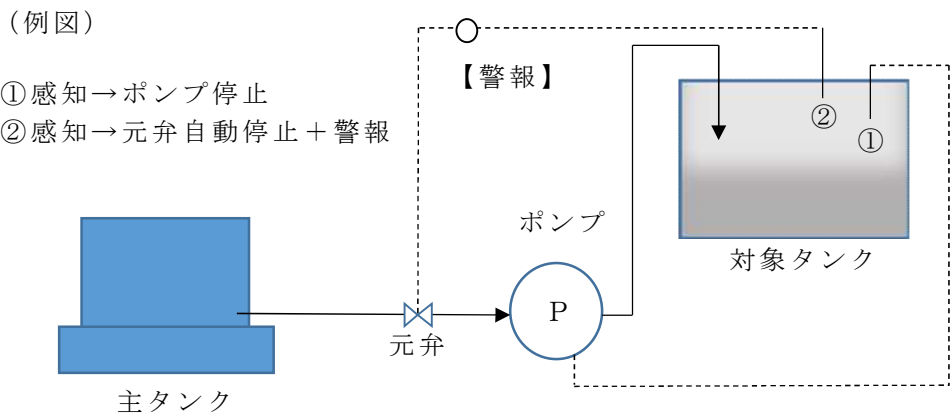 （例図）
①感知→ポンプ停止
②感知→元弁自動停止＋警報
【警報】
②
①
ポンプ
対象タンク
P
元弁
主タンク